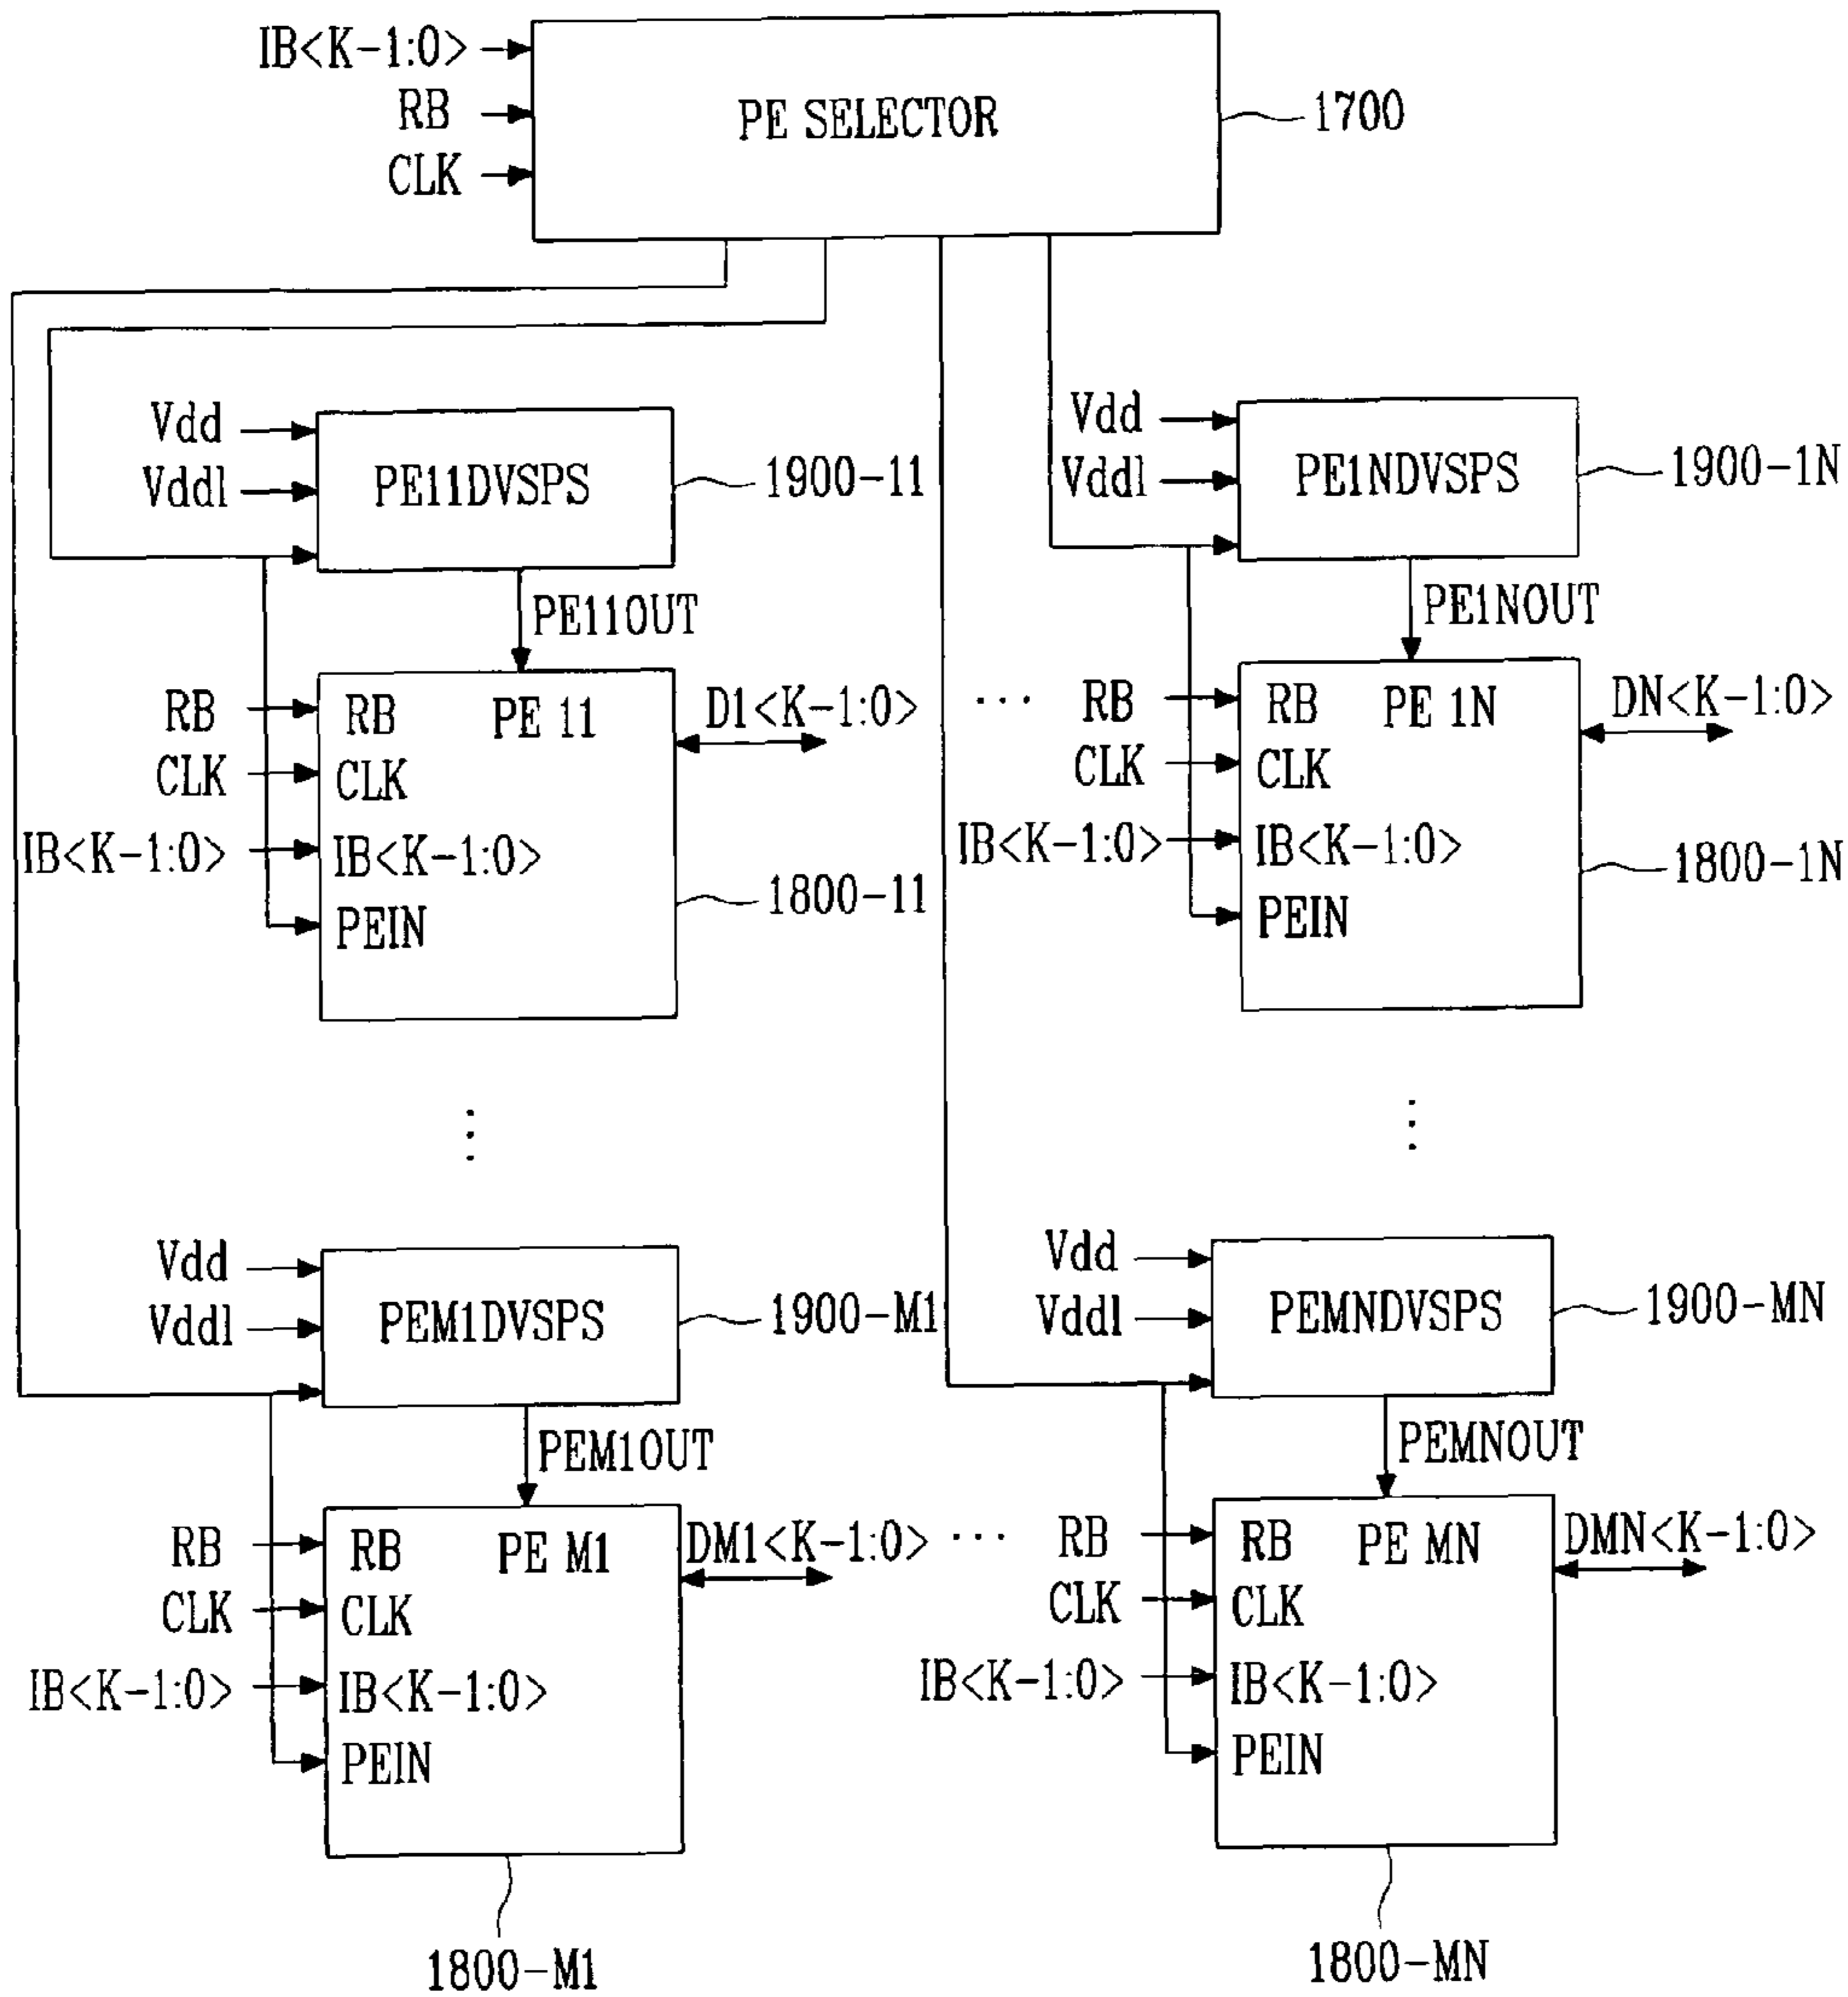 IB<K-1:0>
RB
CLK
PE SELECTOR
1700
Vdd
Vddl
PE11DVSPS
1900-11
Vdd
Vddl
PE1NDVSPS
1900-1N
PE11OUT
PE1NOUT
RB
CLK
IB<K-1:0>
RB
PE 11
CLK
IB<K-1:0>
PEIN
D1<K-1:0>
1800-11
...
RB
CLK
IB<K-1:0>
RB
PE 1N
CLK
IB<K-1:0>
PEIN
DN<K-1:0>
1800-1N
Vdd
Vddl
PEM1DVSPS
1900-M1
Vdd
Vddl
PEMNDVSPS
1900-MN
PEM1OUT
PEMNOUT
RB
CLK
IB<K-1:0>
RB
PE M1
CLK
IB<K-1:0>
PEIN
DM1<K-1:0>
...
RB
CLK
IB<K-1:0>
RB
PE MN
CLK
IB<K-1:0>
PEIN
DMN<K-1:0>
1800-M1
1800-MN